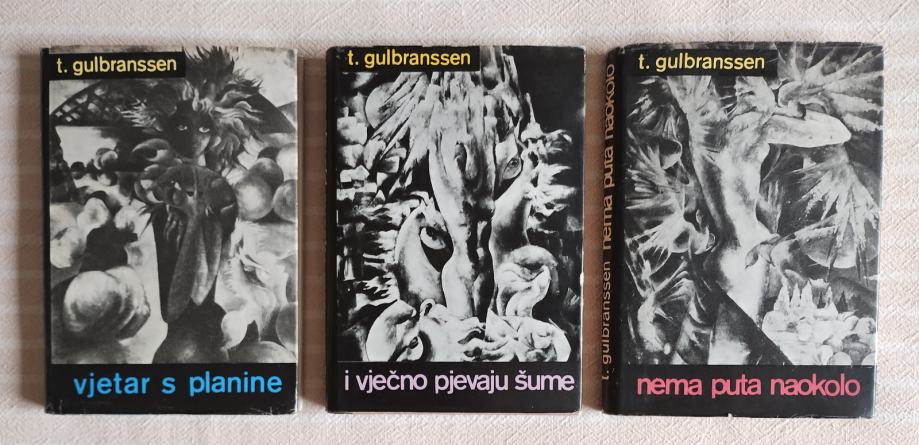 t. gulbranssen
vjetar s planine
t. gulbranssen
i vječno pjevaju šume
t. gulbranssen nema puta naokolo
t. gulbranssen
nema puta naokolo